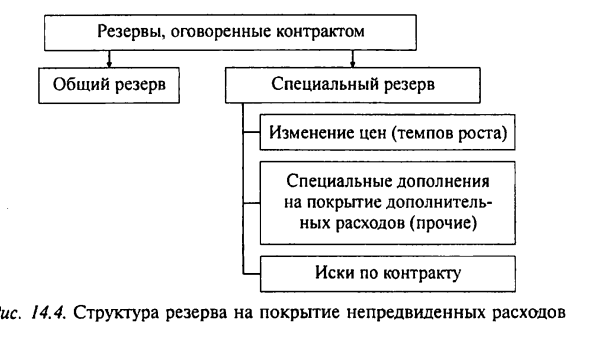 Резервы, оговоренные контрактом
Общий резерв
Специальный резерв
Изменение цен (темпов роста)
Специальные дополнения
на покрытие дополнитель-
ных расходов (прочие)
Иски по контракту
ис. 14.4. Структура резерва на покрытие непредвиденных расходов